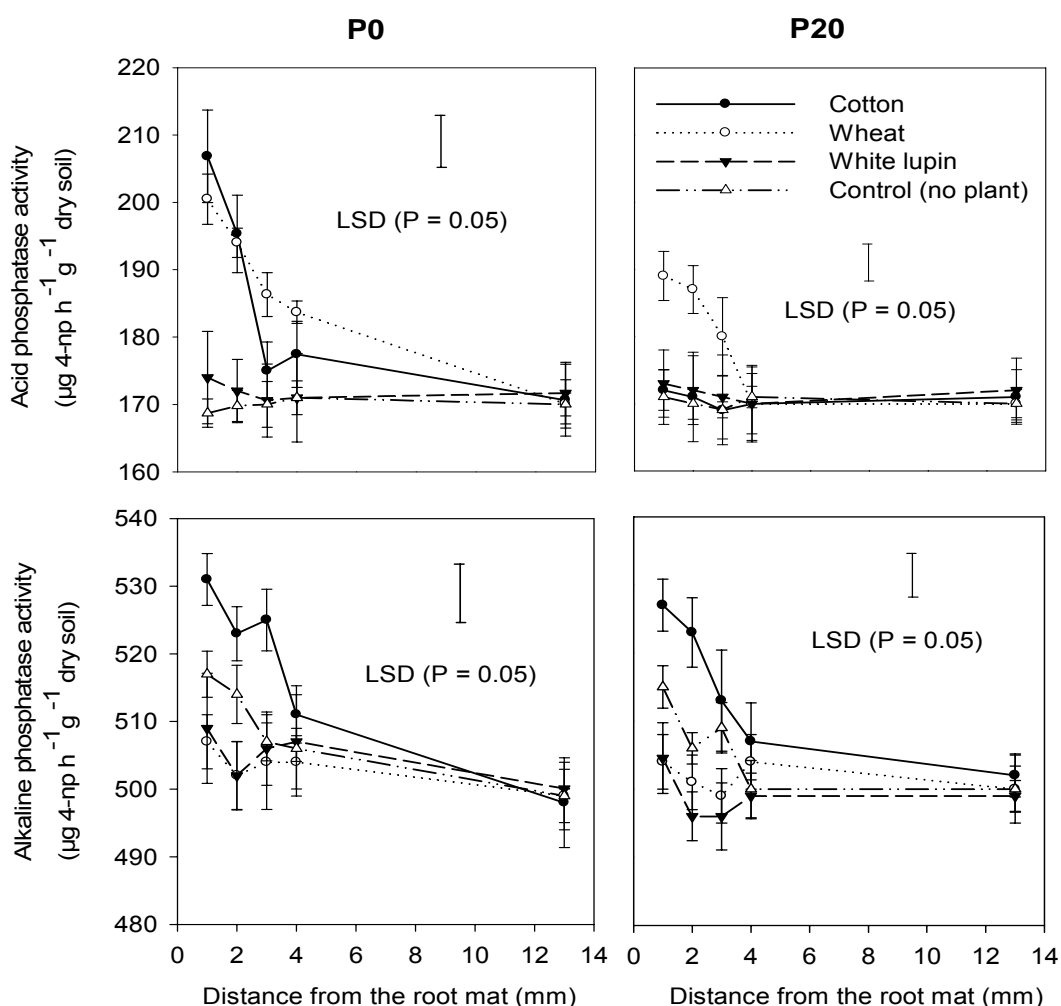 P0
P20
220
210
200
190
180
170
160
Acid phosphatase activity
(µg 4-np h⁻¹ g⁻¹ dry soil)
LSD (P = 0.05)
Cotton
Wheat
White lupin
Control (no plant)
LSD (P = 0.05)
540
530
520
510
500
490
480
Alkaline phosphatase activity
(µg 4-np h⁻¹ g⁻¹ dry soil)
LSD (P = 0.05)
LSD (P = 0.05)
0 2 4 6 8 10 12 14
0 2 4 6 8 10 12 14
Distance from the root mat (mm)
Distance from the root mat (mm)